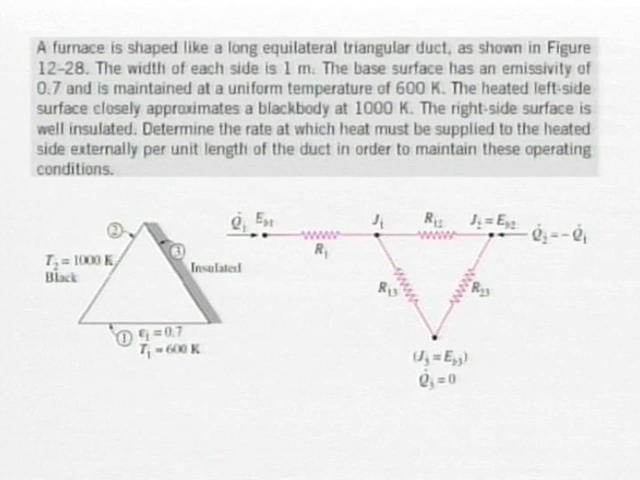 A furnace is shaped like a long equilateral triangular duct, as shown in Figure
12–28. The width of each side is 1 m. The base surface has an emissivity of
0.7 and is maintained at a uniform temperature of 600 K. The heated left-side
surface closely approximates a blackbody at 1000 K. The right-side surface is
well insulated. Determine the rate at which heat must be supplied to the heated
side externally per unit length of the duct in order to maintain these operating
conditions.
②
T₂ = 1000 K
Black
③
Insulated
① ε₁ = 0.7
T₁ = 600 K
Q̇₁ E_b1
R₁
J₁
R₁₂
J₂ = E_b2
Q̇₂ = -Q̇₁
R₁₃
R₂₃
(J₃ = E_b3)
Q̇₃ = 0